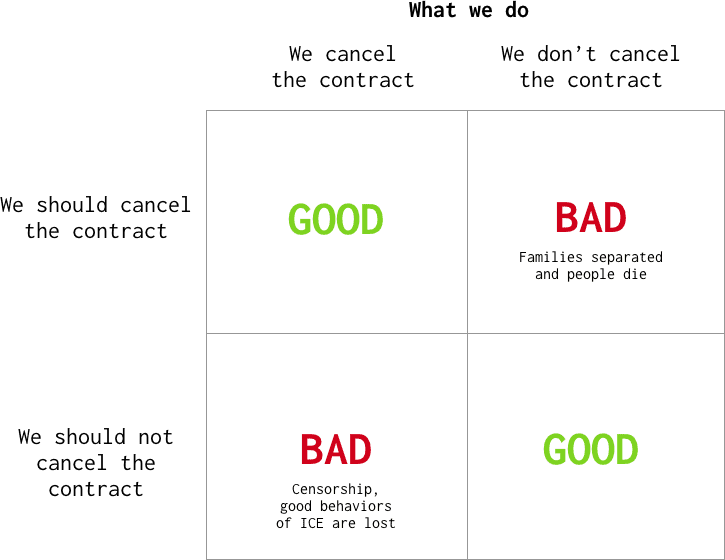 What we do
We cancel
the contract
We don't cancel
the contract
We should cancel
the contract
GOOD
BAD
Families separated
and people die
We should not
cancel the
contract
BAD
Censorship,
good behaviors
of ICE are lost
GOOD